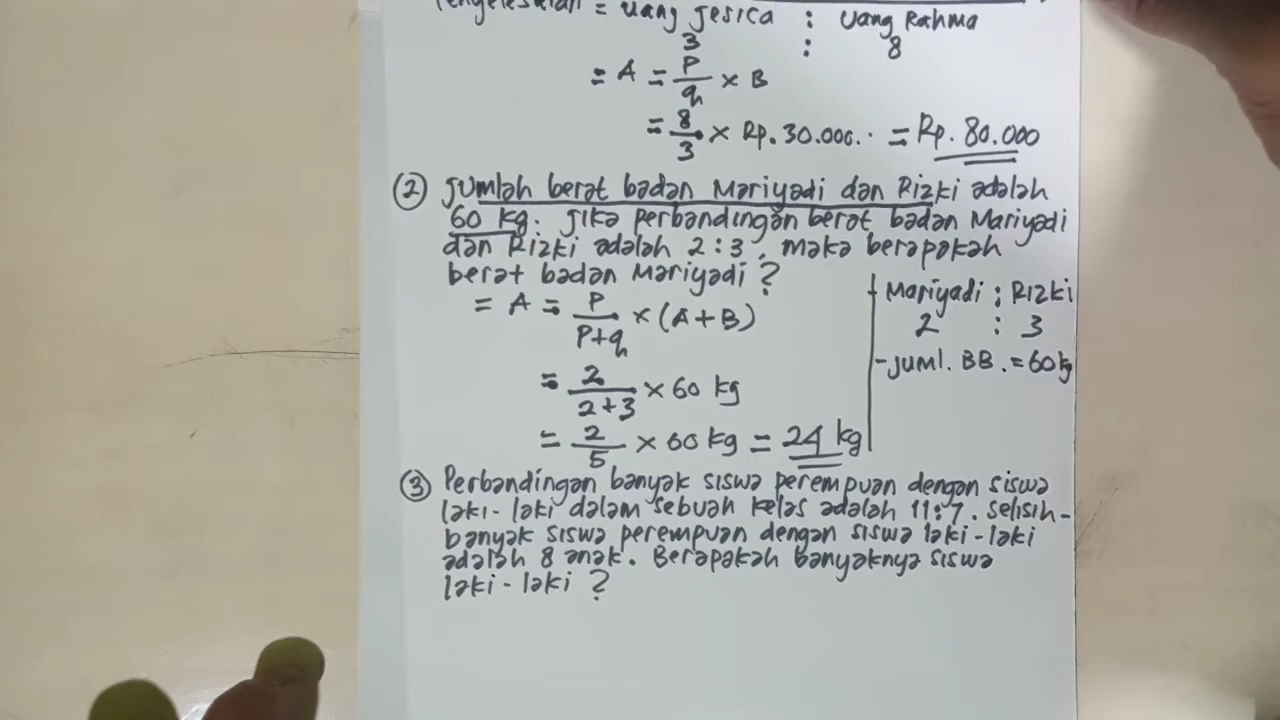 Penyelesaian = uang Jesica : Uang Rahma
3 : 8
= A = p/q × B
= 8/3 × Rp. 30.000. = Rp. 80.000
② Jumlah berat badan Mariyadi dan Rizki adalah
60 kg. Jika perbandingan berat badan Mariyadi
dan Rizki adalah 2 : 3, maka berapakah
berat badan Mariyadi ?
= A = P/P+q × (A+B)
= 2/2+3 × 60 kg
= 2/5 × 60 kg = 24 kg
- Mariyadi : Rizki
2 : 3
- Juml. BB. = 60 kg
③ Perbandingan banyak siswa perempuan dengan siswa
laki-laki dalam sebuah kelas adalah 11 : 7. Selisih-
banyak siswa perempuan dengan siswa laki-laki
adalah 8 anak. Berapakah banyaknya siswa
laki-laki ?